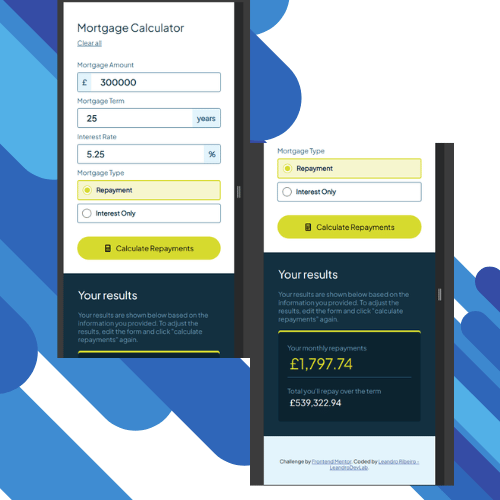 Mortgage Calculator
Clear all
Mortgage Amount
£ 300000
Mortgage Term
25 years
Interest Rate
5.25 %
Mortgage Type
Repayment
Interest Only
Calculate Repayments
Your results
Your results are shown below based on the
information you provided. To adjust the
results, edit the form and click "calculate
repayments" again.
Mortgage Type
Repayment
Interest Only
Calculate Repayments
Your results
Your results are shown below based on the
information you provided. To adjust the
results, edit the form and click "calculate
repayments" again.
Your monthly repayments
£1,797.74
Total you'll repay over the term
£539,322.94
Challenge by Frontend Mentor. Coded by Leandro Ribeiro -
LeandroDevLab.